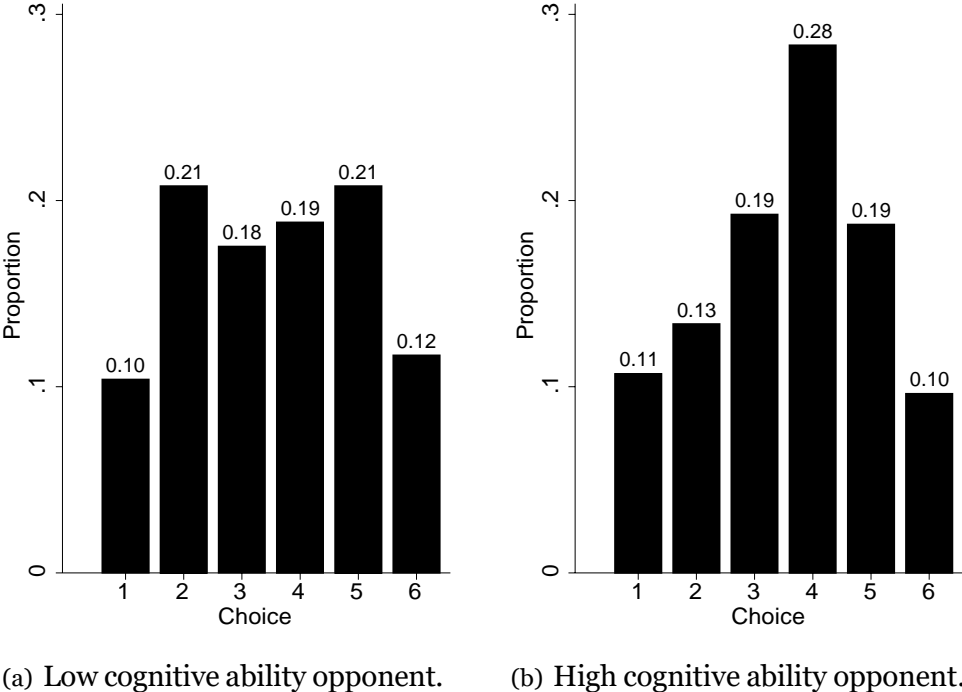 .3
.2
.1
0
Proportion
0.10
0.21
0.18
0.19
0.21
0.12
1 2 3 4 5 6
Choice
(a) Low cognitive ability opponent.
.3
.2
.1
0
Proportion
0.11
0.13
0.19
0.28
0.19
0.10
1 2 3 4 5 6
Choice
(b) High cognitive ability opponent.